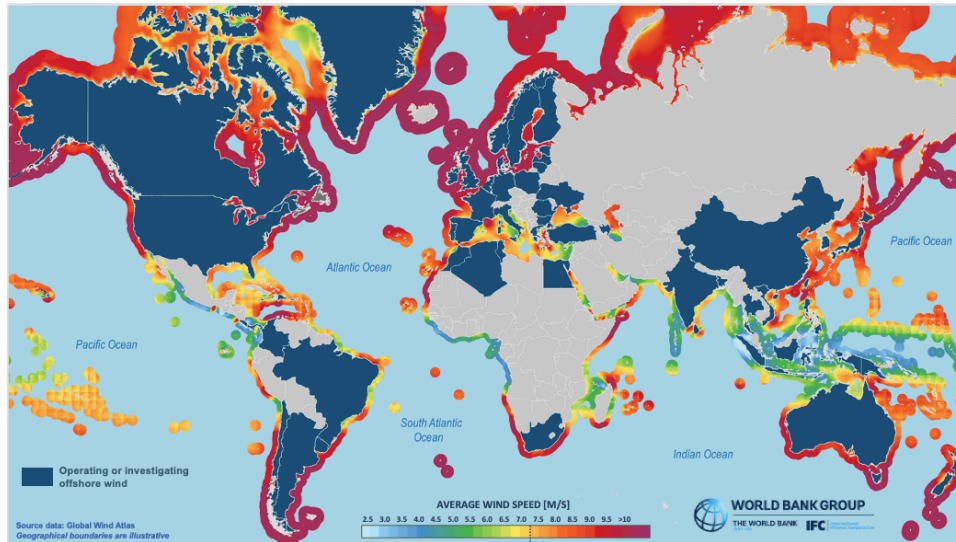 Atlantic Ocean
Pacific Ocean
Pacific Ocean
South Atlantic
Ocean
Indian Ocean
Operating or investigating
offshore wind
Source data: Global Wind Atlas
Geographical boundaries are illustrative
AVERAGE WIND SPEED [M/S]
2.5 3.0 3.5 4.0 4.5 5.0 5.5 6.0 6.5 7.0 7.5 8.0 8.5 9.0 9.5 >10
WORLD BANK GROUP
THE WORLD BANK IFC International
Finance Corporation